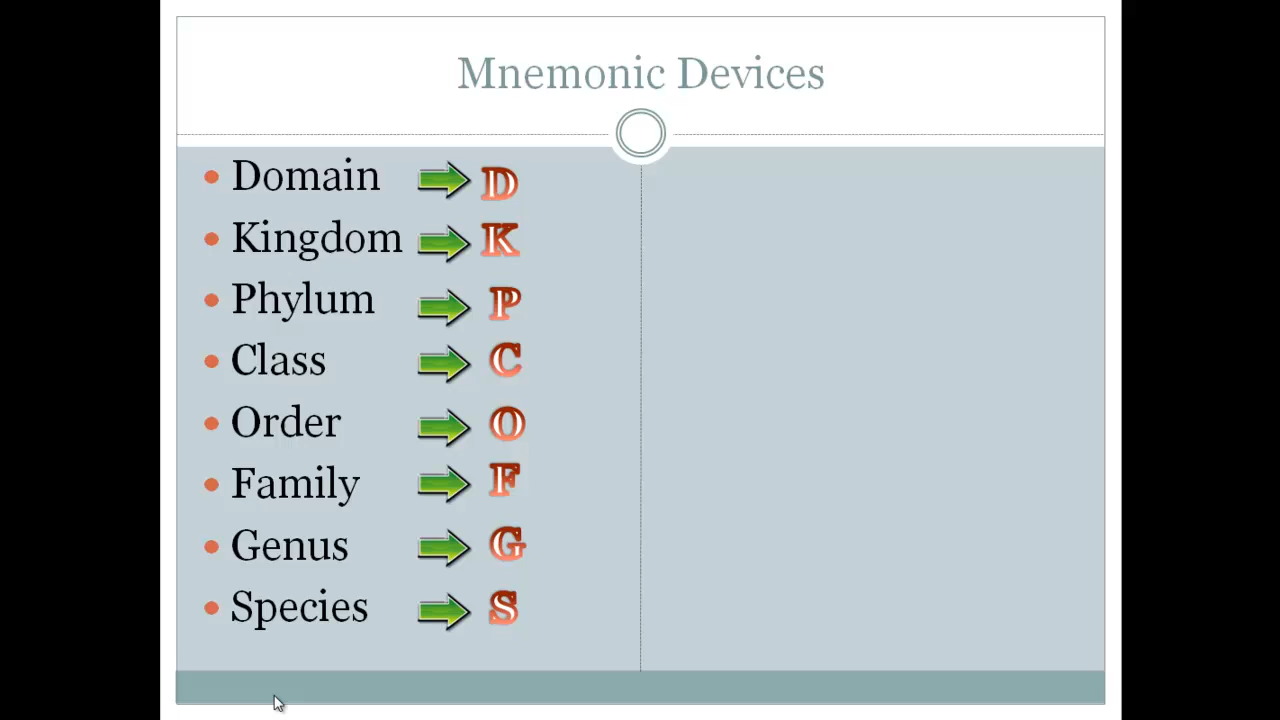 Mnemonic Devices
Domain D
Kingdom K
Phylum P
Class C
Order O
Family F
Genus G
Species S